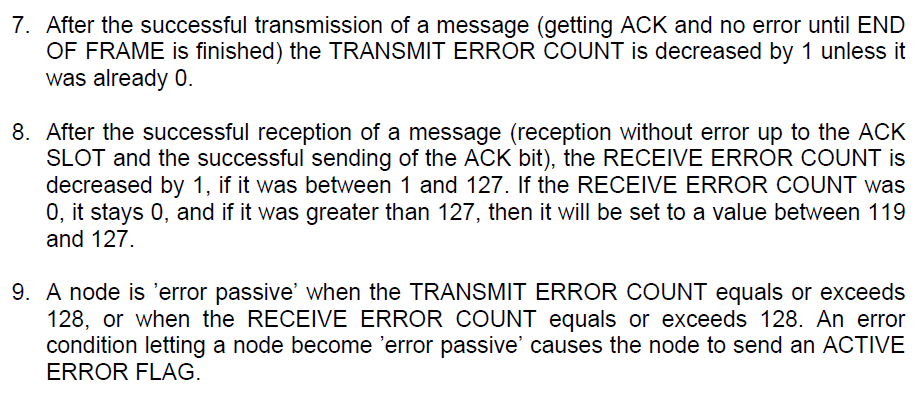 7. After the successful transmission of a message (getting ACK and no error until END
OF FRAME is finished) the TRANSMIT ERROR COUNT is decreased by 1 unless it
was already 0.
8. After the successful reception of a message (reception without error up to the ACK
SLOT and the successful sending of the ACK bit), the RECEIVE ERROR COUNT is
decreased by 1, if it was between 1 and 127. If the RECEIVE ERROR COUNT was
0, it stays 0, and if it was greater than 127, then it will be set to a value between 119
and 127.
9. A node is ’error passive’ when the TRANSMIT ERROR COUNT equals or exceeds
128, or when the RECEIVE ERROR COUNT equals or exceeds 128. An error
condition letting a node become ’error passive’ causes the node to send an ACTIVE
ERROR FLAG.